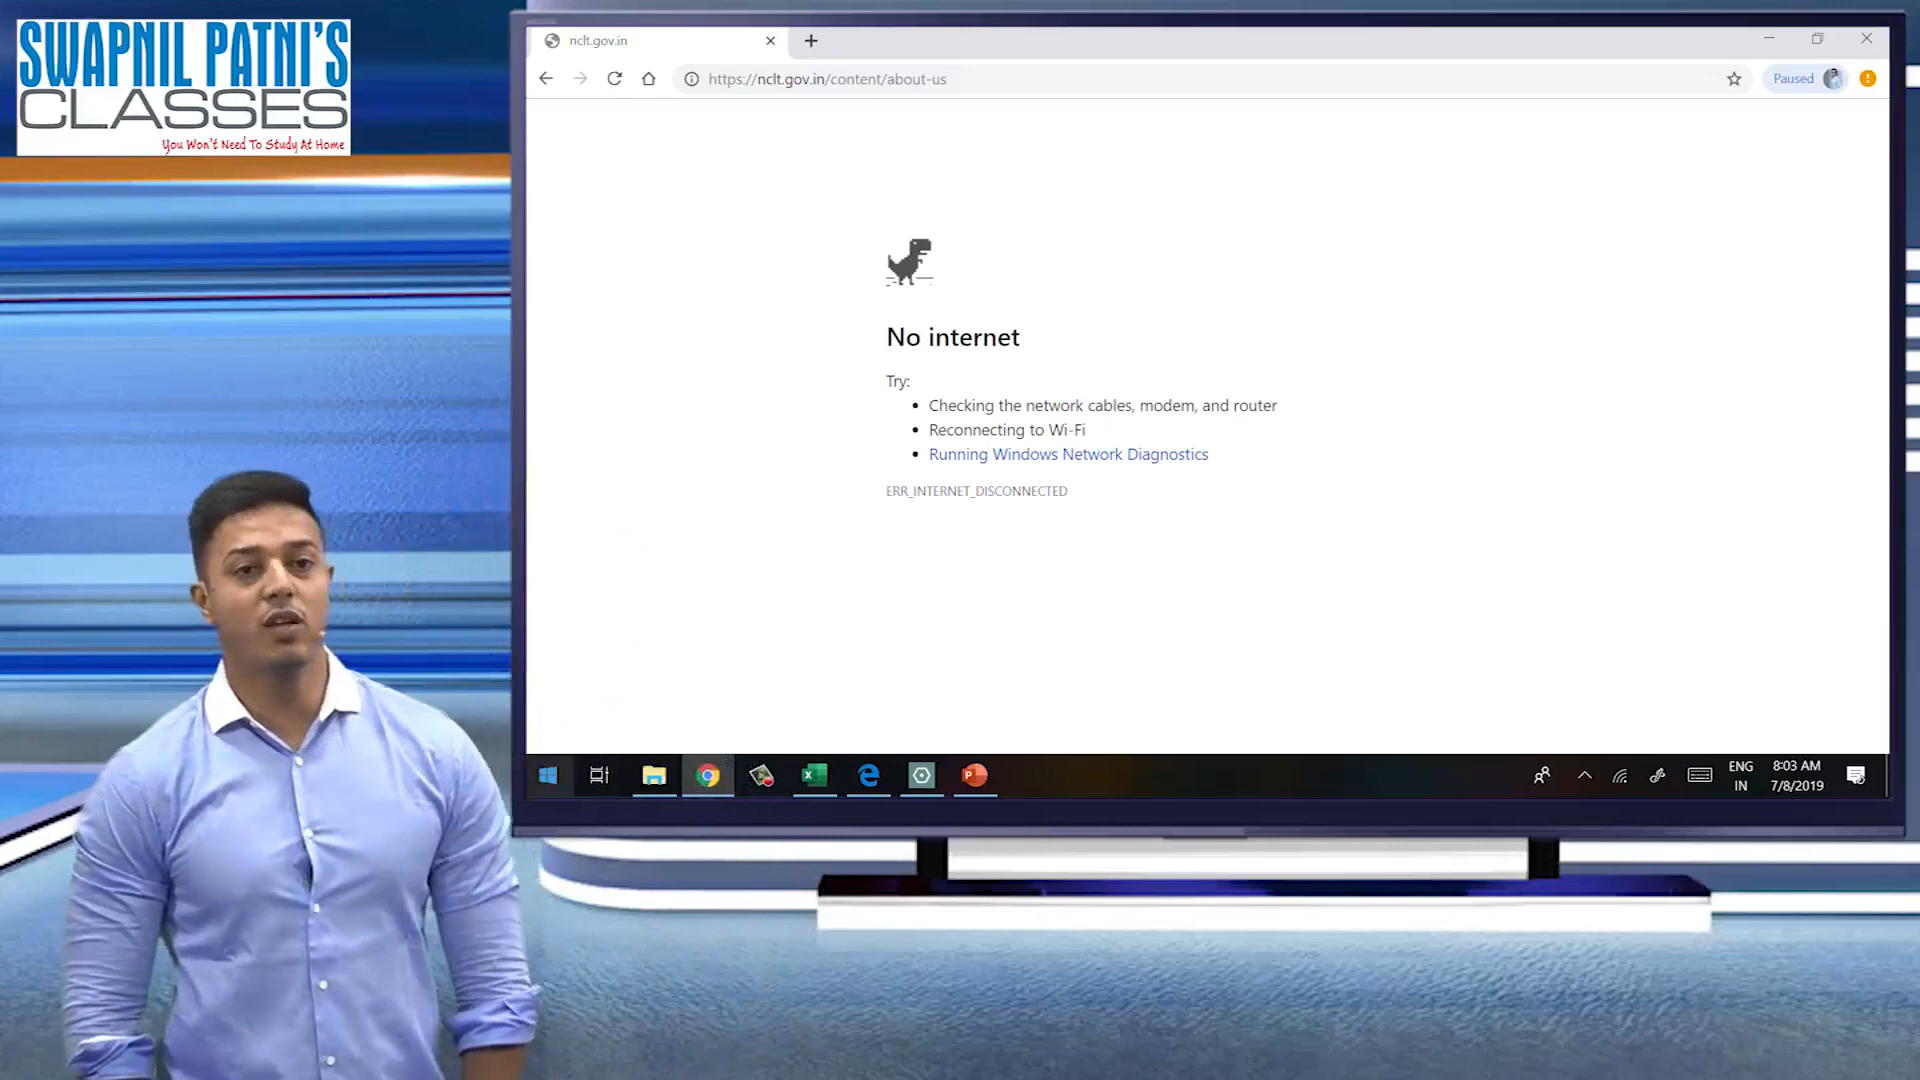 SWAPNIL PATNI'S
CLASSES
You Won't Need To Study At Home
nclt.gov.in
https://nclt.gov.in/content/about-us
Paused
No internet
Try:
Checking the network cables, modem, and router
Reconnecting to Wi-Fi
Running Windows Network Diagnostics
ERR_INTERNET_DISCONNECTED
ENG
IN
8:03 AM
7/8/2019